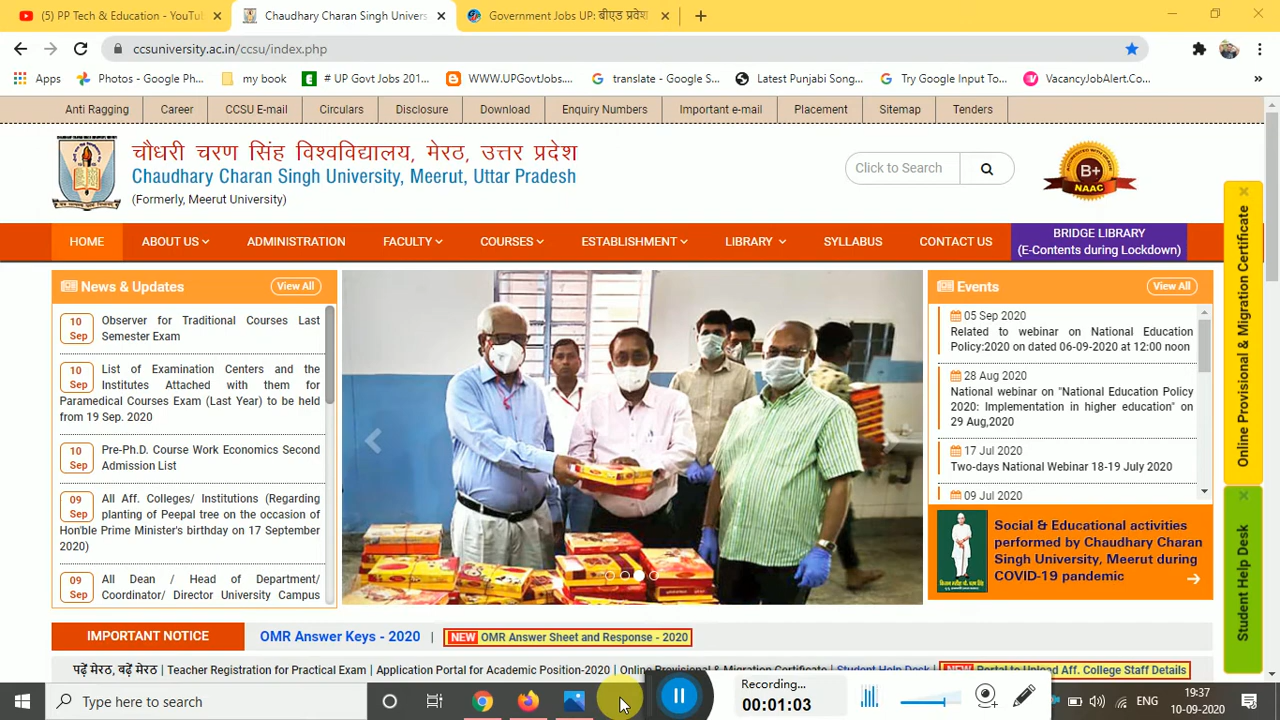 (5) PP Tech & Education - YouTu
Chaudhary Charan Singh Univers
Government Jobs UP: बीएड प्रवेश
ccsuniversity.ac.in/ccsu/index.php
Apps
Photos - Google Ph...
my book
# UP Govt Jobs 201...
WWW.UPGovtJobs....
translate - Google S...
Latest Punjabi Song...
Try Google Input To...
VacancyJobAlert.Co...
»
Anti Ragging
Career
CCSU E-mail
Circulars
Disclosure
Download
Enquiry Numbers
Important e-mail
Placement
Sitemap
Tenders
चौधरी चरण सिंह विश्वविद्यालय, मेरठ, उत्तर प्रदेश
Chaudhary Charan Singh University, Meerut, Uttar Pradesh
(Formerly, Meerut University)
Click to Search
B+
NAAC
HOME
ABOUT US
ADMINISTRATION
FACULTY
COURSES
ESTABLISHMENT
LIBRARY
SYLLABUS
CONTACT US
BRIDGE LIBRARY
(E-Contents during Lockdown)
News & Updates
View All
10 Sep
Observer for Traditional Courses Last
Semester Exam
10 Sep
List of Examination Centers and the
Institutes Attached with them for
Paramedical Courses Exam (Last Year) to be held
from 19 Sep. 2020
10 Sep
Pre-Ph.D. Course Work Economics Second
Admission List
09 Sep
All Aff. Colleges/ Institutions (Regarding
planting of Peepal tree on the occasion of
Hon'ble Prime Minister's birthday on 17 September
2020)
09 Sep
All Dean / Head of Department/
Coordinator/ Director University Campus
Events
View All
05 Sep 2020
Related to webinar on National Education
Policy:2020 on dated 06-09-2020 at 12:00 noon
28 Aug 2020
National webinar on "National Education Policy
2020: Implementation in higher education" on
29 Aug,2020
17 Jul 2020
Two-days National Webinar 18-19 July 2020
09 Jul 2020
Social & Educational activities
performed by Chaudhary Charan
Singh University, Meerut during
COVID-19 pandemic
Online Provisional & Migration Certificate
Student Help Desk
IMPORTANT NOTICE
OMR Answer Keys - 2020 | NEW OMR Answer Sheet and Response - 2020
पढ़ें मेरठ, बढ़ें मेरठ | Teacher Registration for Practical Exam | Application Portal for Academic Position-2020 | Online Provisional & Migration Certificate | Student Help Desk | NEW Portal to Upload Aff. College Staff Details
Type here to search
Recording...
00:01:03
ENG
19:37
10-09-2020